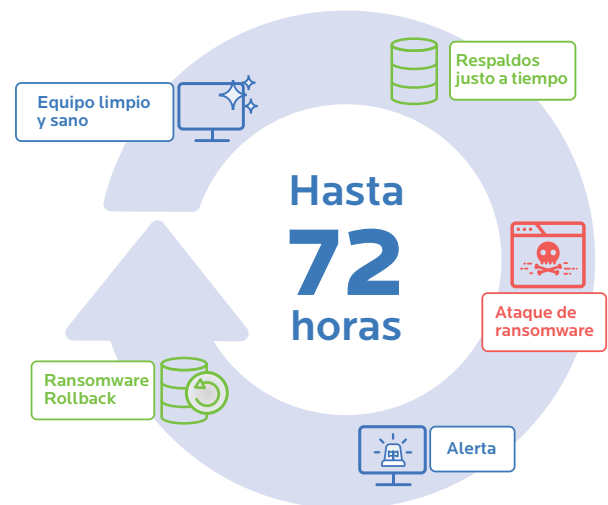 Respaldos
justo a tiempo
Equipo limpio
y sano
Hasta
72
horas
Ataque de
ransomware
Ransomware
Rollback
Alerta